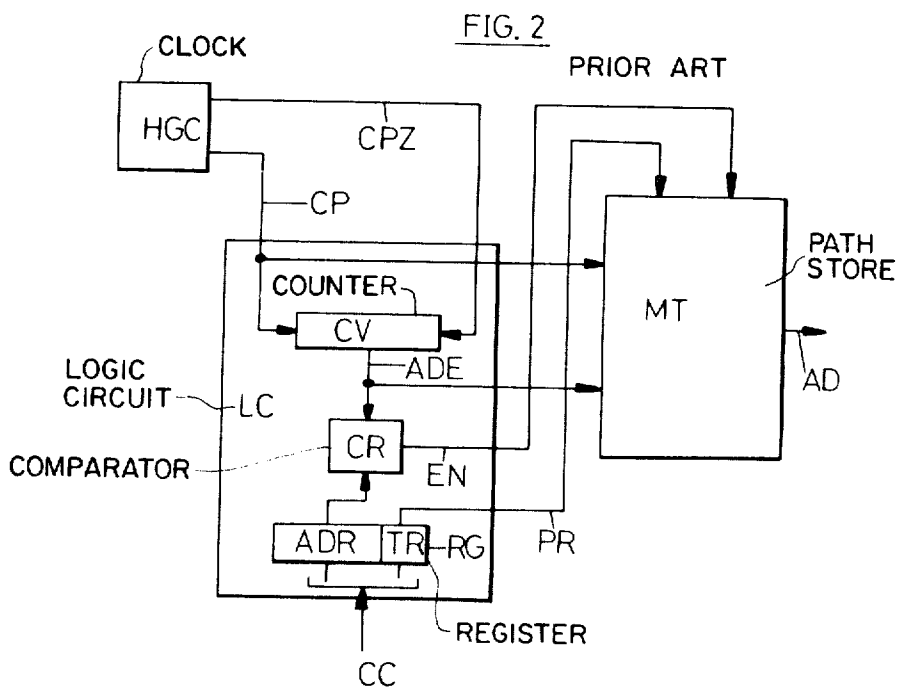 FIG. 2
CLOCK
PRIOR ART
HGC
CPZ
CP
COUNTER
PATH
STORE
CV
MT
ADE
AD
LOGIC
CIRCUIT
LC
CR
COMPARATOR
EN
ADR
TR
RG
PR
REGISTER
CC